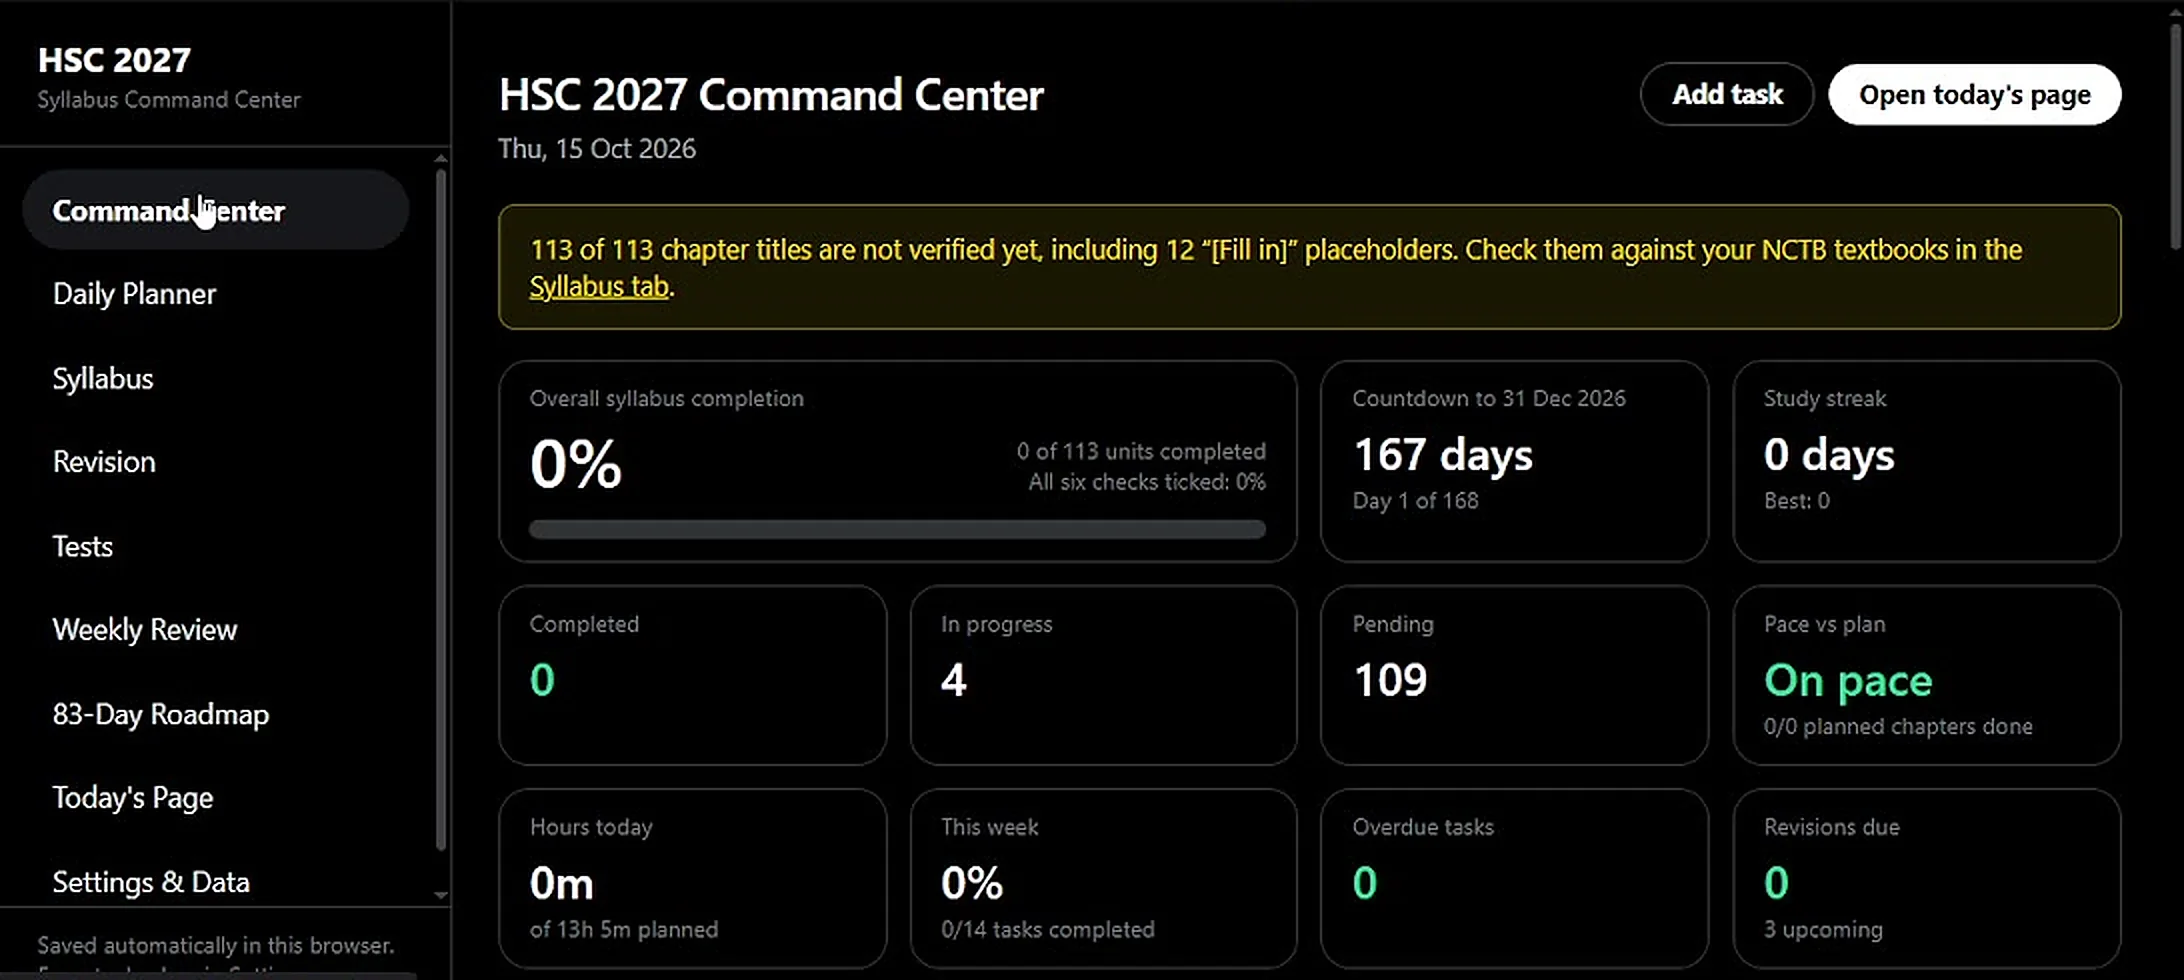 HSC 2027
Syllabus Command Center
Command Center
Daily Planner
Syllabus
Revision
Tests
Weekly Review
83-Day Roadmap
Today's Page
Settings & Data
Saved automatically in this browser.
HSC 2027 Command Center
Thu, 15 Oct 2026
Add task
Open today's page
113 of 113 chapter titles are not verified yet, including 12 “[Fill in]” placeholders. Check them against your NCTB textbooks in the
Syllabus tab.
Overall syllabus completion
0%
0 of 113 units completed
All six checks ticked: 0%
Countdown to 31 Dec 2026
167 days
Day 1 of 168
Study streak
0 days
Best: 0
Completed
0
In progress
4
Pending
109
Pace vs plan
On pace
0/0 planned chapters done
Hours today
0m
of 13h 5m planned
This week
0%
0/14 tasks completed
Overdue tasks
0
Revisions due
0
3 upcoming